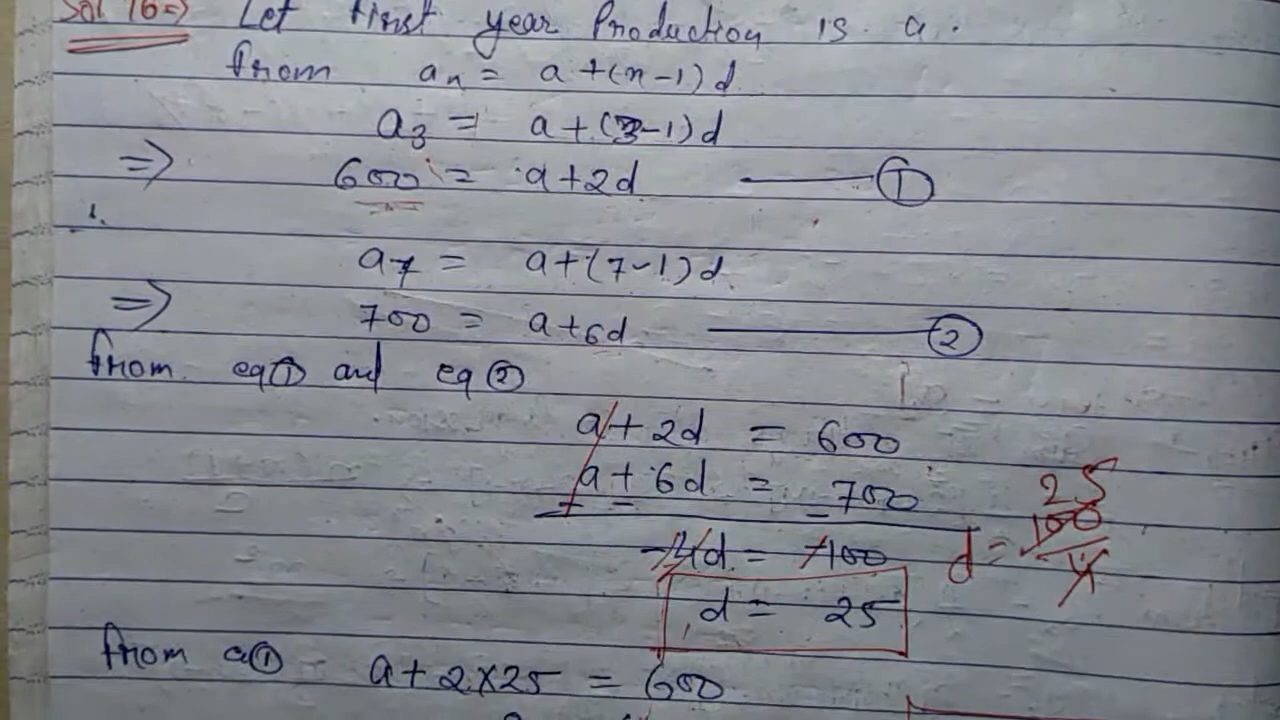 Sol 16=> Let first year Production is a.
from an = a+(n-1)d
a3 = a+(3-1)d
=> 600 = a+2d ——— ①
a7 = a+(7-1)d
=> 700 = a+6d ——— ②
from eq① and eq②
a+2d = 600
a+6d = 700
- - -
-4d = -100
d = 100/4 25
d = 25
from a① a+2×25 = 600